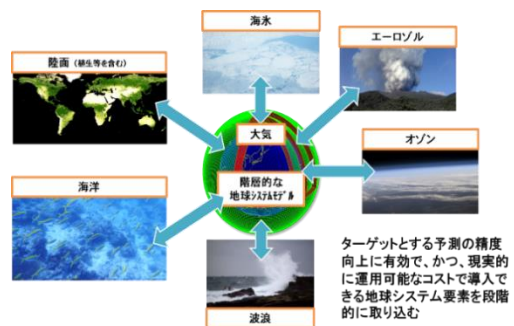 海氷
エーロゾル
陸面（植生等を含む）
大気
オゾン
階層的な
地球ｼｽﾃﾑﾓﾃﾞﾙ
海洋
波浪
ターゲットとする予測の精度
向上に有効で、かつ、現実的
に運用可能なコストで導入で
きる地球システム要素を段階
的に取り込む